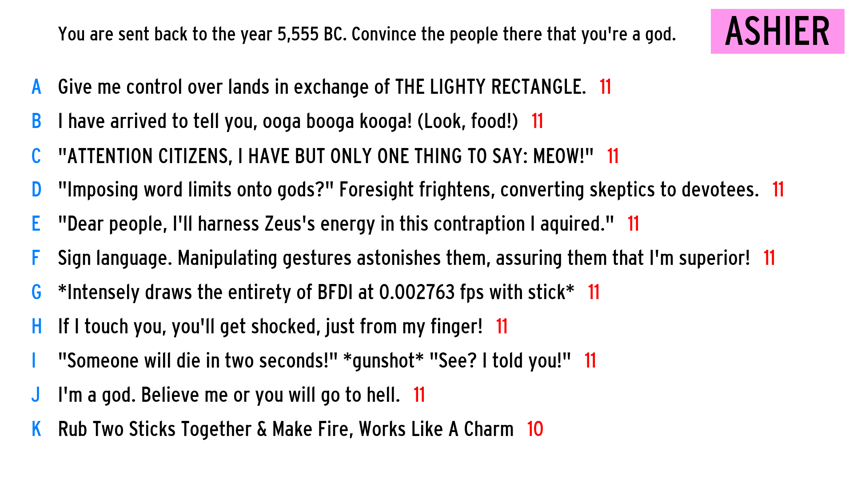 You are sent back to the year 5,555 BC. Convince the people there that you're a god.
ASHIER
A Give me control over lands in exchange of THE LIGHTY RECTANGLE. 11
B I have arrived to tell you, ooga booga kooga! (Look, food!) 11
C "ATTENTION CITIZENS, I HAVE BUT ONLY ONE THING TO SAY: MEOW!" 11
D "Imposing word limits onto gods?" Foresight frightens, converting skeptics to devotees. 11
E "Dear people, I'll harness Zeus's energy in this contraption I aquired." 11
F Sign language. Manipulating gestures astonishes them, assuring them that I'm superior! 11
G *Intensely draws the entirety of BFDI at 0.002763 fps with stick* 11
H If I touch you, you'll get shocked, just from my finger! 11
I "Someone will die in two seconds!" *gunshot* "See? I told you!" 11
J I'm a god. Believe me or you will go to hell. 11
K Rub Two Sticks Together & Make Fire, Works Like A Charm 10